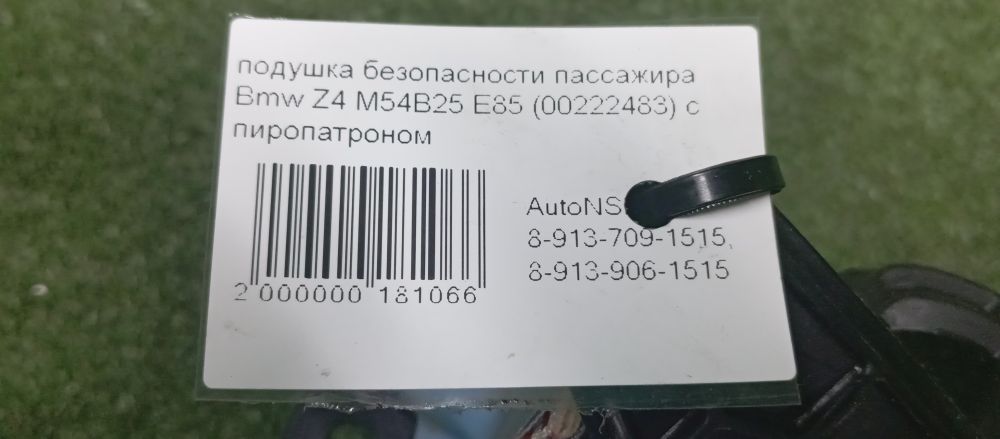 подушка безопасности пассажира
Bmw Z4 M54B25 E85 (00222483) с
пиропатроном
8-913-709-1515,
8-913-906-1515
2 000000 181066